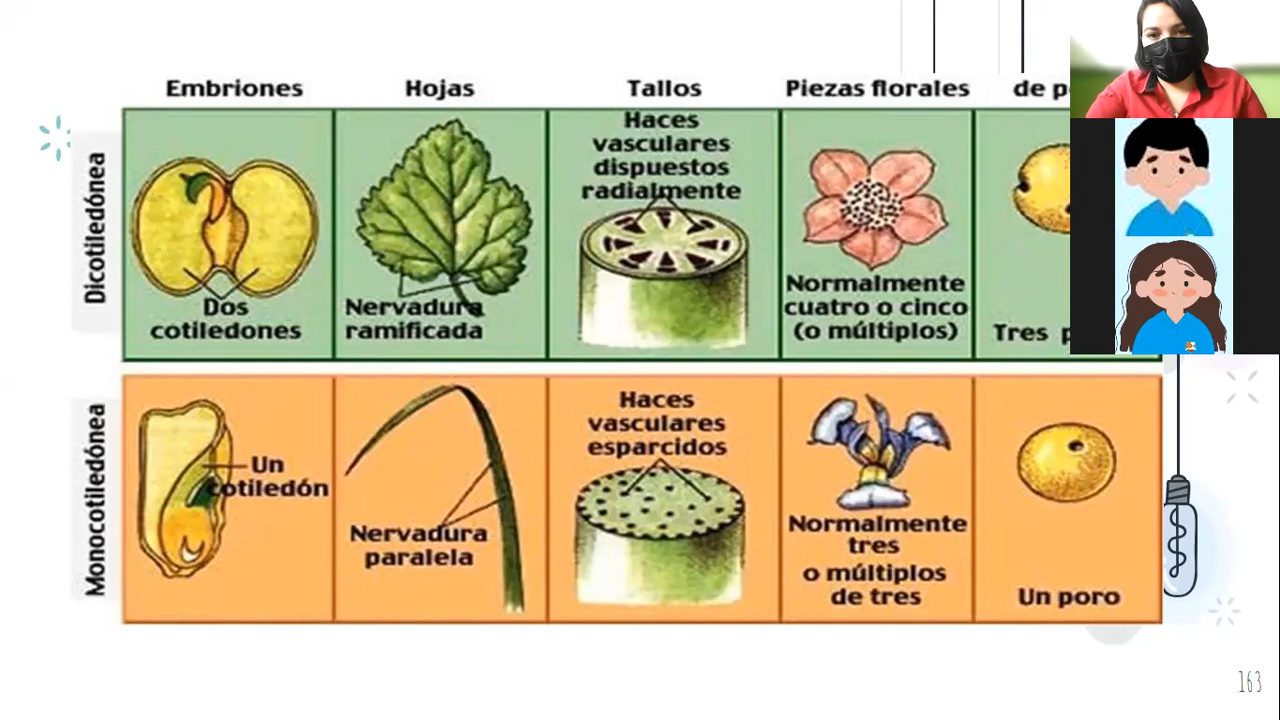 Embriones
Hojas
Tallos
Piezas florales
de
Dicotiledónea
Dos
cotiledones
Nervadura
ramificada
Haces
vasculares
dispuestos
radialmente
Normalmente
cuatro o cinco
(o múltiplos)
Tres
Monocotiledónea
Un
cotiledón
Nervadura
paralela
Haces
vasculares
esparcidos
Normalmente
tres
o múltiplos
de tres
Un poro
163